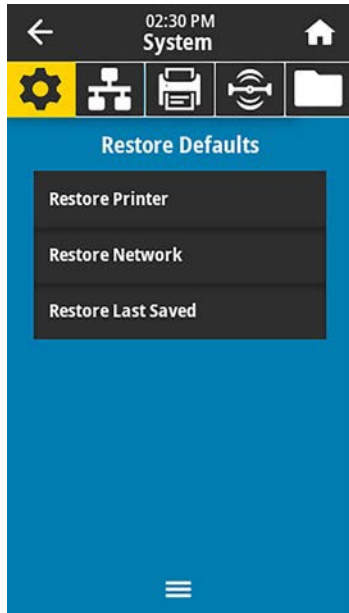 02:30 PM
System
Restore Defaults
Restore Printer
Restore Network
Restore Last Saved